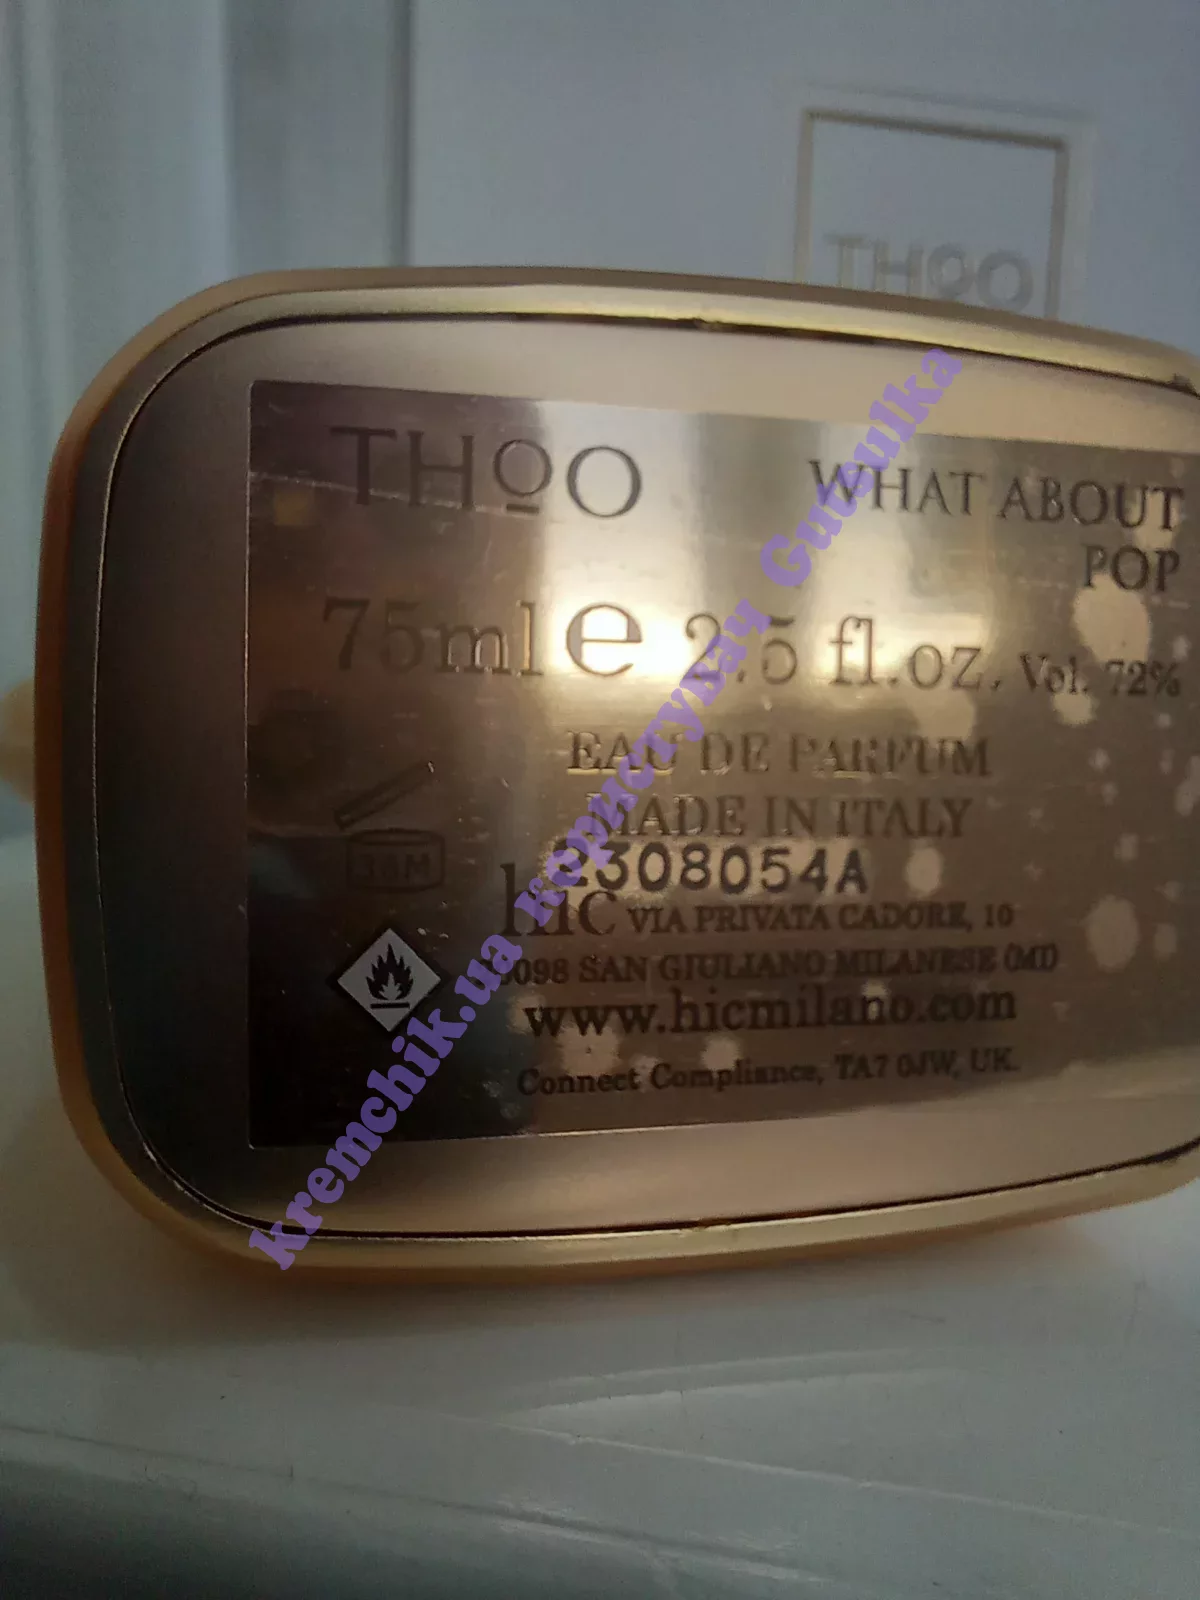 THOO
THOO
WHAT ABOUT
POP
75ml e 2,5 fl.oz. Vol. 72%
EAU DE PARFUM
MADE IN ITALY
36M
2308054A
hic VIA PRIVATA CADORE, 10
SAN GIULIANO MILANESE (MI)
www.hicmilano.com
Connect Compliance, TA7 0JW, UK.
kremchik.ua користувач Gutsulka